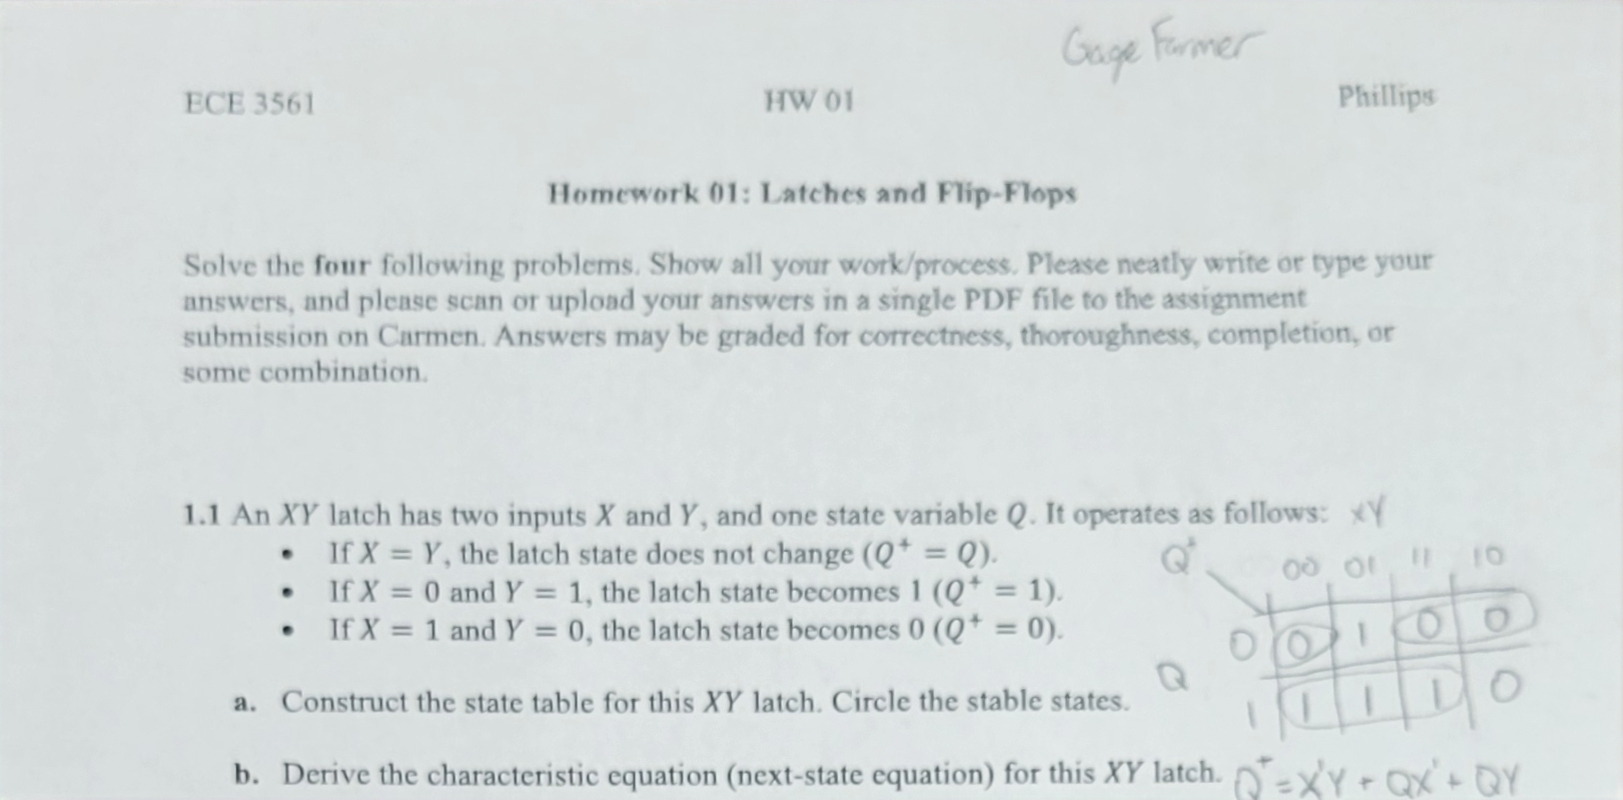 Gage Farmer
ECE 3561 HW 01 Phillips
Homework 01: Latches and Flip-Flops
Solve the four following problems. Show all your work/process. Please neatly write or type your
answers, and please scan or upload your answers in a single PDF file to the assignment
submission on Carmen. Answers may be graded for correctness, thoroughness, completion, or
some combination.
1.1 An XY latch has two inputs X and Y, and one state variable Q. It operates as follows: XY
• If X = Y, the latch state does not change (Q⁺ = Q).
• If X = 0 and Y = 1, the latch state becomes 1 (Q⁺ = 1).
• If X = 1 and Y = 0, the latch state becomes 0 (Q⁺ = 0).
Q⁺ 00 01 11 10
0 0 1 0 0
Q
1 1 1 1 0
a. Construct the state table for this XY latch. Circle the stable states.
b. Derive the characteristic equation (next-state equation) for this XY latch. Q⁺ = X'Y + QX' + QY